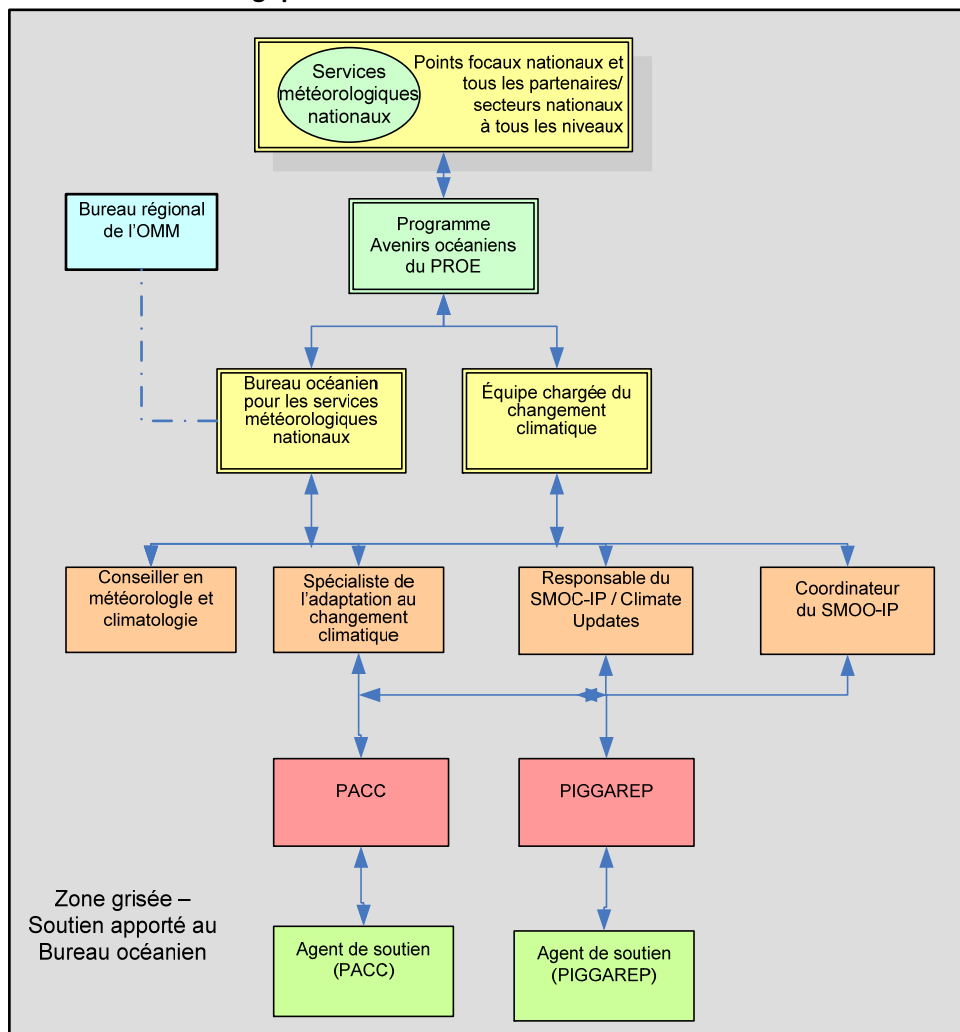 Services
météorologiques
nationaux
Points focaux nationaux et
tous les partenaires/
secteurs nationaux
à tous les niveaux
Bureau régional
de l'OMM
Programme
Avenirs océaniens
du PROE
Bureau océanien
pour les services
météorologiques
nationaux
Équipe chargée du
changement
climatique
Conseiller en
météorologie et
climatologie
Spécialiste de
l'adaptation au
changement
climatique
Responsable du
SMOC-IP / Climate
Updates
Coordinateur
du SMOO-IP
PACC
PIGGAREP
Zone grisée –
Soutien apporté au
Bureau océanien
Agent de soutien
(PACC)
Agent de soutien
(PIGGAREP)